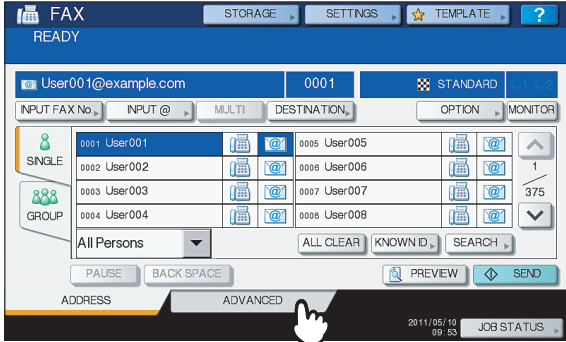 FAX STORAGE SETTINGS TEMPLATE ?
READY
User001@example.com 0001 STANDARD 1 2
INPUT FAX No. INPUT @ MULTI DESTINATION OPTION MONITOR
SINGLE
GROUP
0001 User001
0002 User002
0003 User003
0004 User004
0005 User005
0006 User006
0007 User007
0008 User008
1
375
All Persons ALL CLEAR KNOWN ID SEARCH
PAUSE BACK SPACE PREVIEW SEND
ADDRESS ADVANCED
2011/05/10
09:53
JOB STATUS